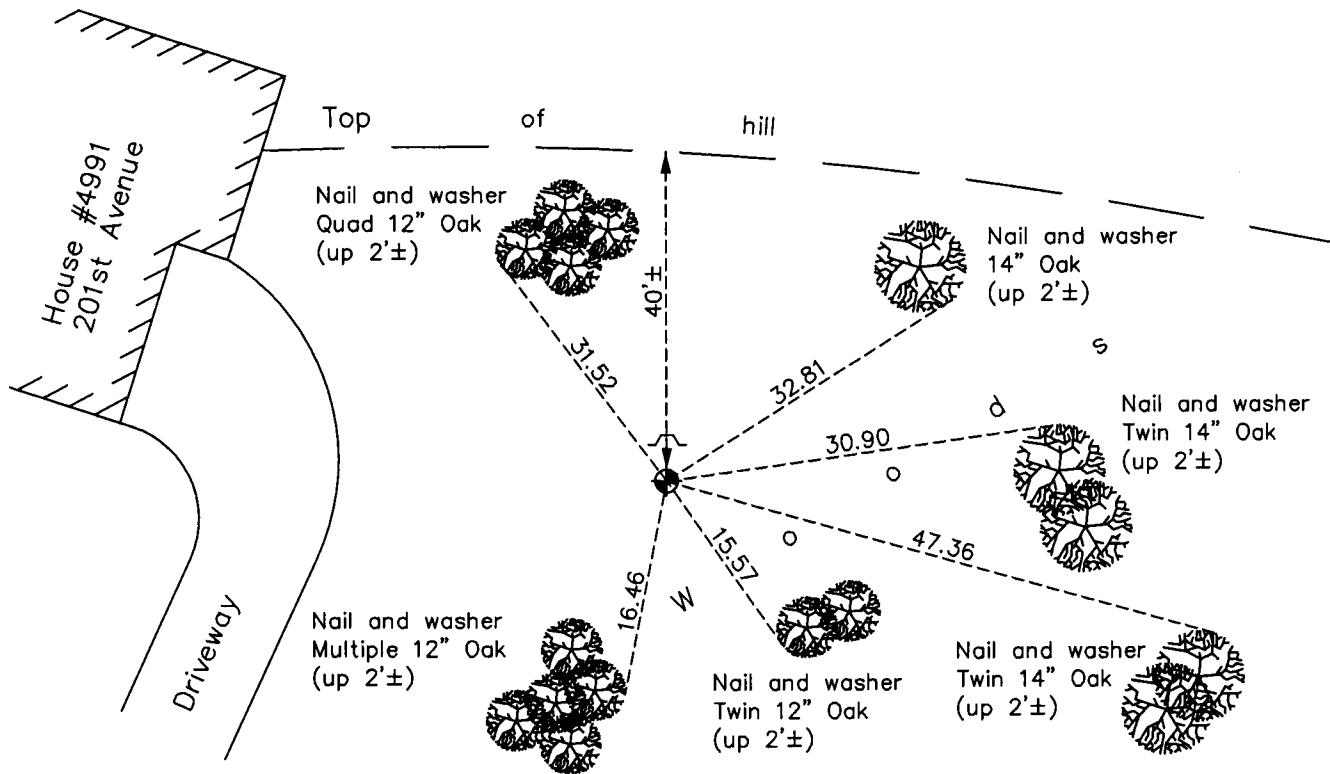 Top of hill
House #4991
201st Avenue
Nail and washer
Quad 12" Oak
(up 2'±)
40'±
Nail and washer
14" Oak
(up 2'±)
31.52
32.81
Nail and washer
Twin 14" Oak
(up 2'±)
30.90
47.36
15.57
16.46
W o o d s
Driveway
Nail and washer
Multiple 12" Oak
(up 2'±)
Nail and washer
Twin 12" Oak
(up 2'±)
Nail and washer
Twin 14" Oak
(up 2'±)